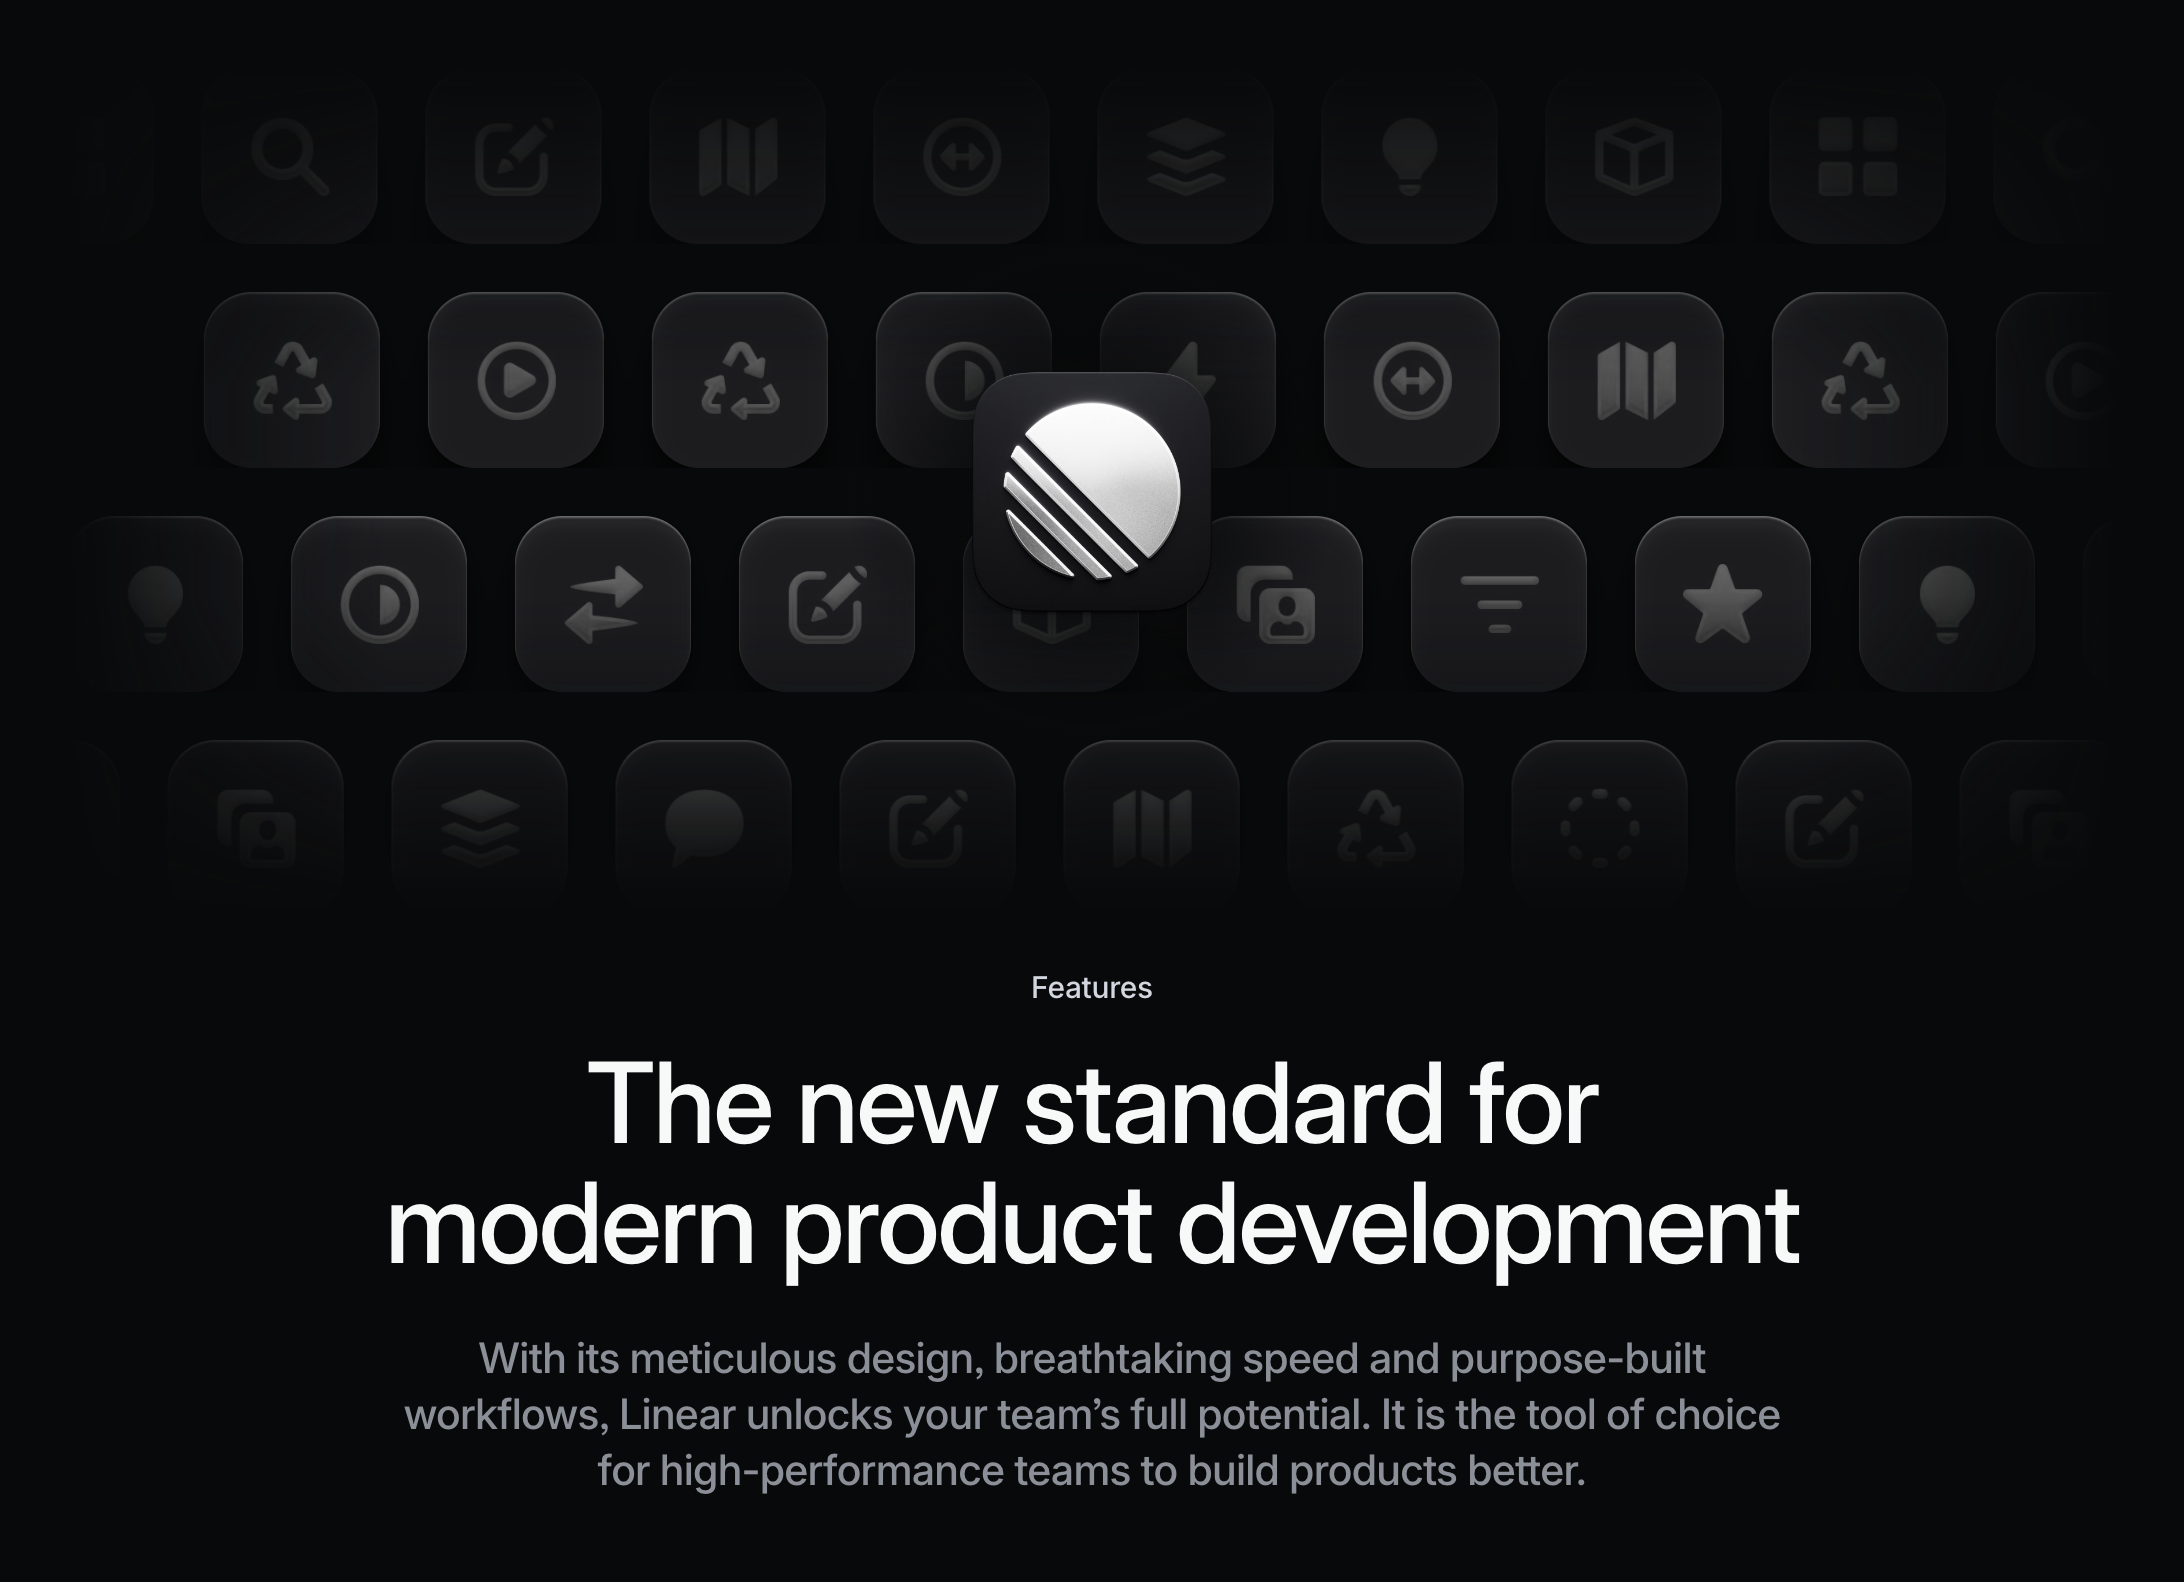 Features
The new standard for
modern product development
With its meticulous design, breathtaking speed and purpose-built
workflows, Linear unlocks your team’s full potential. It is the tool of choice
for high-performance teams to build products better.